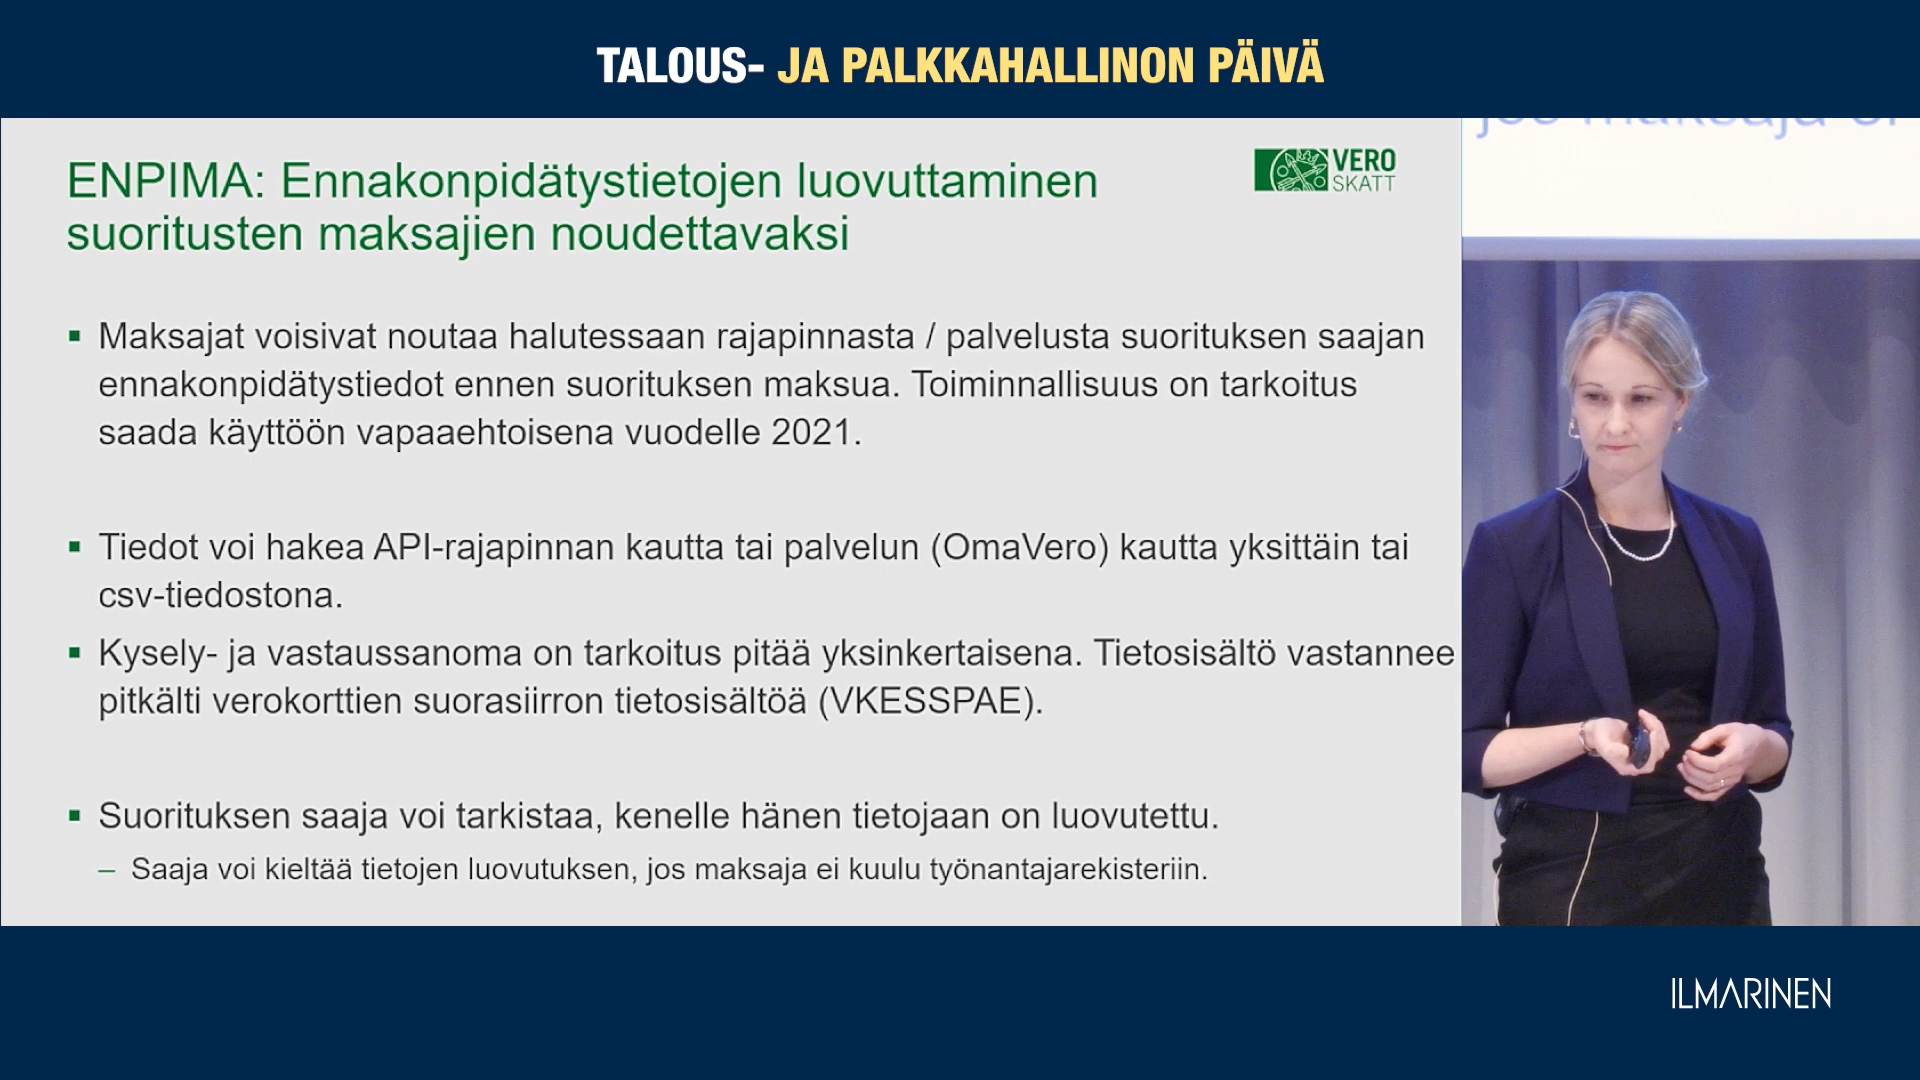 TALOUS- JA PALKKAHALLINON PÄIVÄ
ENPIMA: Ennakonpidätystietojen luovuttaminen
suoritusten maksajien noudettavaksi
VERO
SKATT
▪ Maksajat voisivat noutaa halutessaan rajapinnasta / palvelusta suorituksen saajan
ennakonpidätystiedot ennen suorituksen maksua. Toiminnallisuus on tarkoitus
saada käyttöön vapaaehtoisena vuodelle 2021.
▪ Tiedot voi hakea API-rajapinnan kautta tai palvelun (OmaVero) kautta yksittäin tai
csv-tiedostona.
▪ Kysely- ja vastaussanoma on tarkoitus pitää yksinkertaisena. Tietosisältö vastannee
pitkälti verokorttien suorasiirron tietosisältöä (VKESSPAE).
▪ Suorituksen saaja voi tarkistaa, kenelle hänen tietojaan on luovutettu.
– Saaja voi kieltää tietojen luovutuksen, jos maksaja ei kuulu työnantajarekisteriin.
jos maksaja ei
ILMARINEN